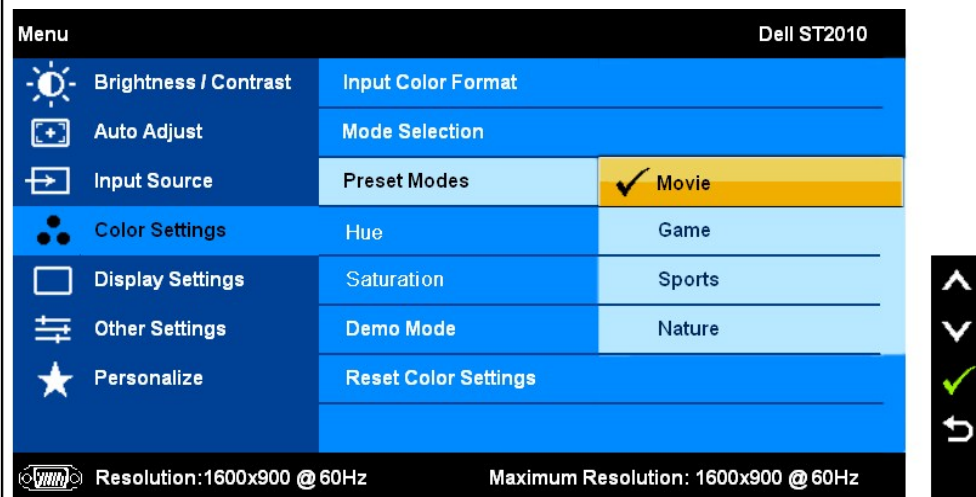 Menu Dell ST2010
Brightness / Contrast Input Color Format
Auto Adjust Mode Selection
Input Source Preset Modes Movie
Color Settings Hue Game
Display Settings Saturation Sports
Other Settings Demo Mode Nature
Personalize Reset Color Settings
Resolution:1600x900 @60Hz Maximum Resolution: 1600x900 @60Hz